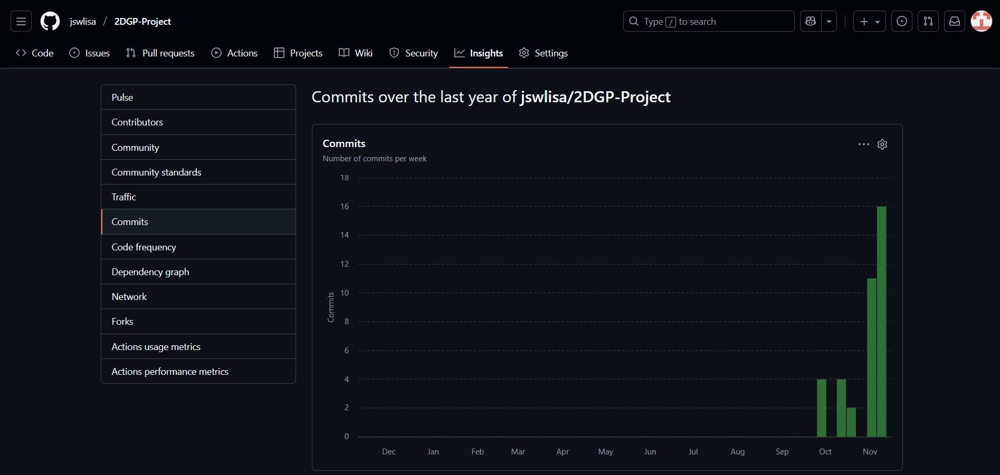 jswlisa / 2DGP-Project
Type / to search
Code
Issues
Pull requests
Actions
Projects
Wiki
Security
Insights
Settings
Pulse
Contributors
Community
Community standards
Traffic
Commits
Code frequency
Dependency graph
Network
Forks
Actions usage metrics
Actions performance metrics
Commits over the last year of jswlisa/2DGP-Project
Commits
Number of commits per week
18
16
14
12
10
8
6
4
2
0
Commits
Dec Jan Feb Mar Apr May Jun Jul Aug Sep Oct Nov